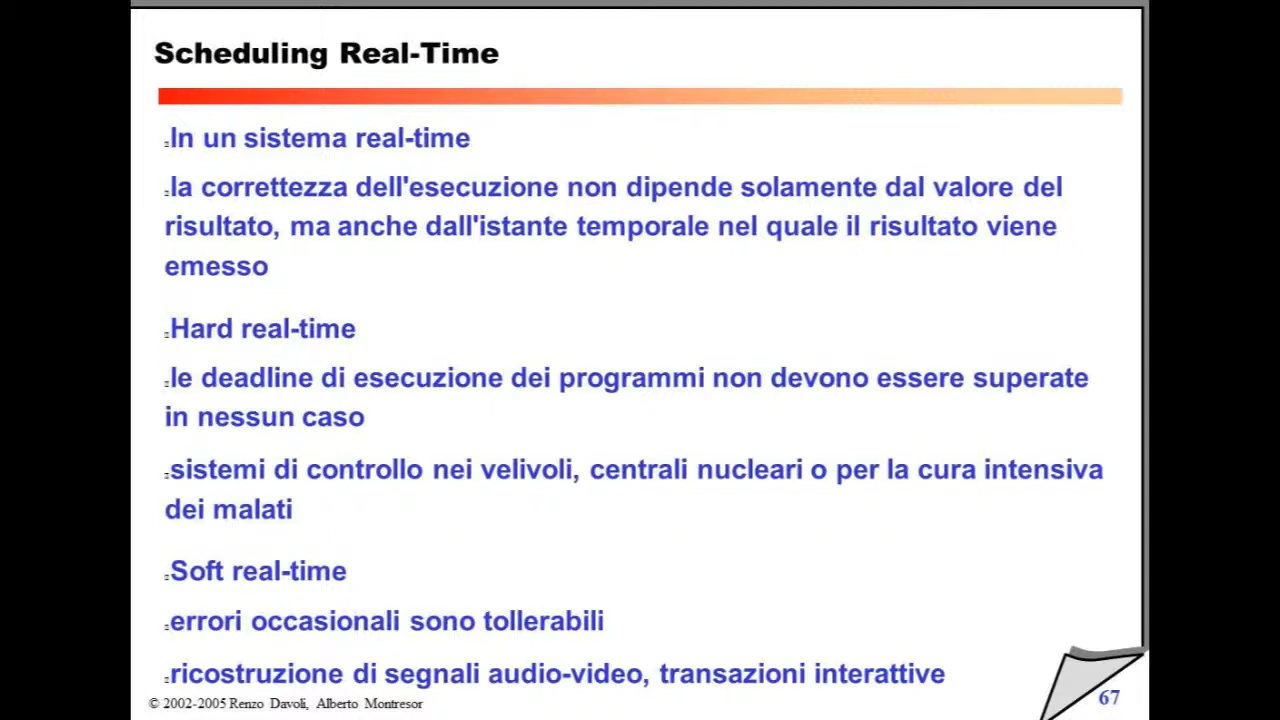 Scheduling Real-Time
In un sistema real-time
la correttezza dell'esecuzione non dipende solamente dal valore del
risultato, ma anche dall'istante temporale nel quale il risultato viene
emesso
Hard real-time
le deadline di esecuzione dei programmi non devono essere superate
in nessun caso
sistemi di controllo nei velivoli, centrali nucleari o per la cura intensiva
dei malati
Soft real-time
errori occasionali sono tollerabili
ricostruzione di segnali audio-video, transazioni interattive
© 2002-2005 Renzo Davoli, Alberto Montresor
67